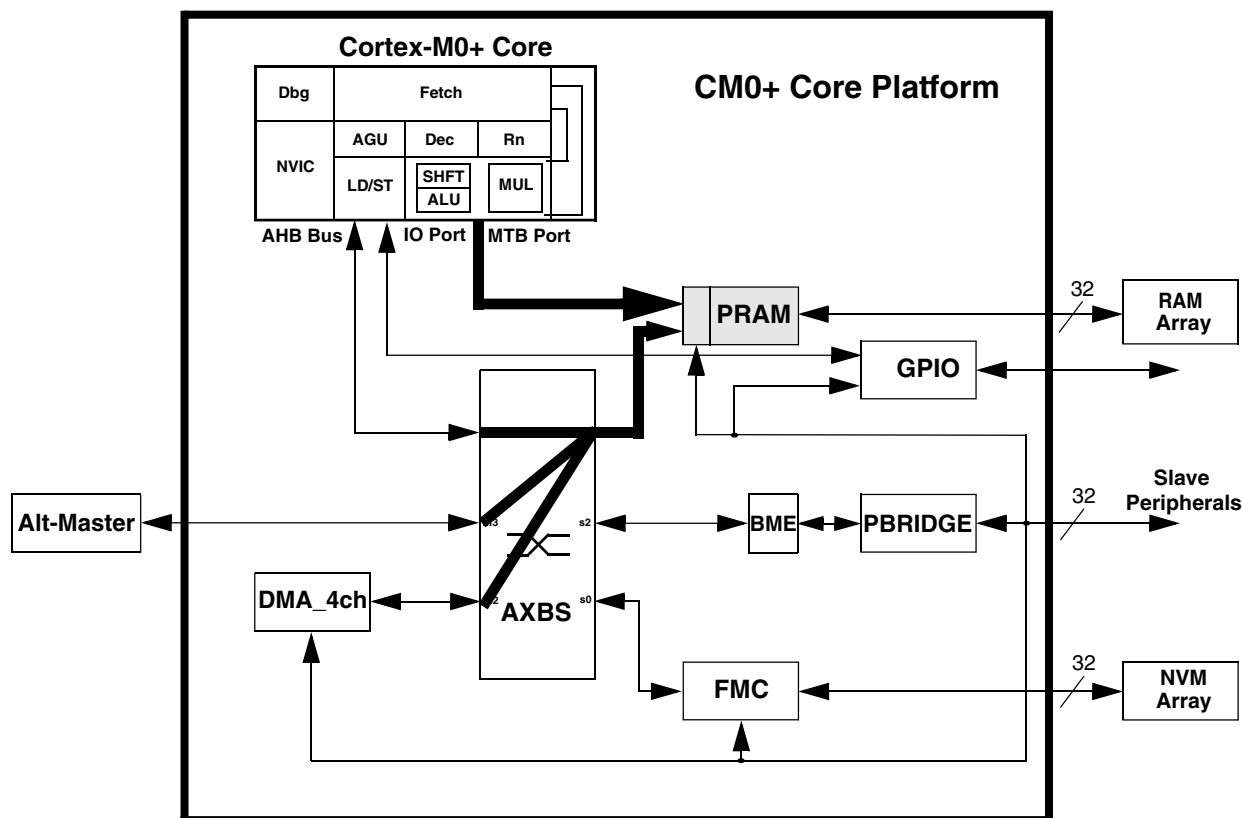 Cortex-M0+ Core
CM0+ Core Platform
Dbg
Fetch
AGU
Dec
Rn
NVIC
LD/ST
SHFT
ALU
MUL
AHB Bus
IO Port
MTB Port
PRAM
32
RAM
Array
GPIO
Alt-Master
s2
BME
PBRIDGE
32
Slave
Peripherals
DMA_4ch
AXBS
s0
FMC
32
NVM
Array